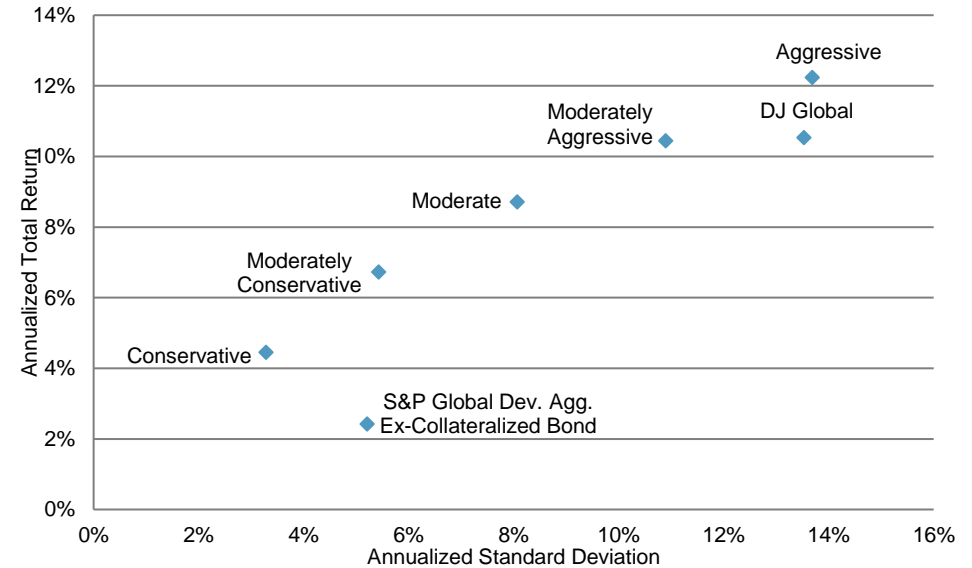 14%
Aggressive
12%
Moderately
Aggressive
DJ Global
10%
Moderate
8%
Moderately
Conservative
6%
Conservative
4%
S&P Global Dev. Agg.
Ex-Collateralized Bond
2%
0%
0% 2% 4% 6% 8% 10% 12% 14% 16%
Annualized Standard Deviation
Annualized Total Return